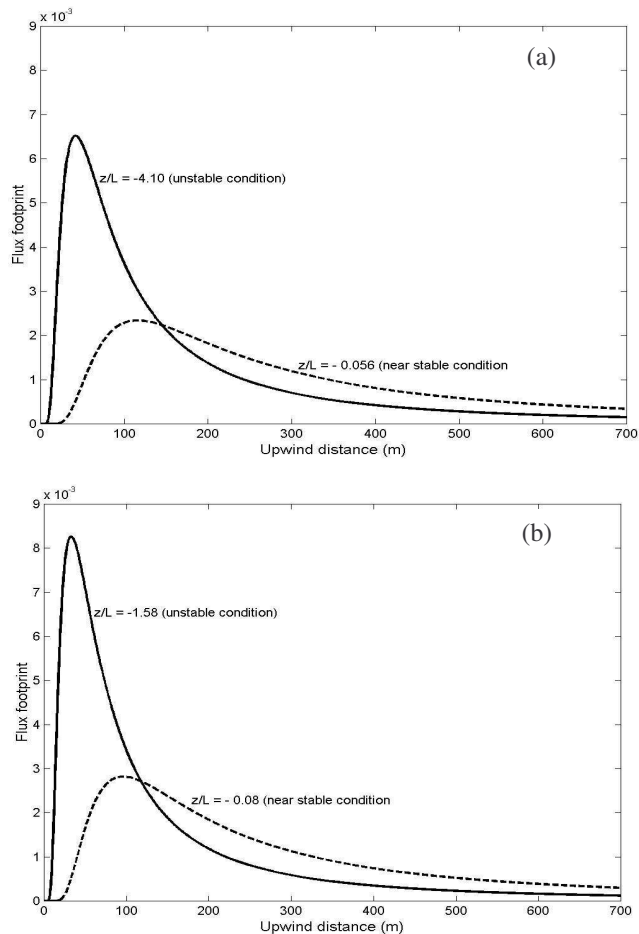 x 10-3
(a)
9
8
7
6
5
4
3
2
1
0
Flux footprint
z/L = -4.10 (unstable condition)
z/L = - 0.056 (near stable condition
0 100 200 300 400 500 600 700
Upwind distance (m)
x 10-3
(b)
9
8
7
6
5
4
3
2
1
0
Flux footprint
z/L = -1.58 (unstable condition)
z/L = - 0.08 (near stable condition
0 100 200 300 400 500 600 700
Upwind distance (m)